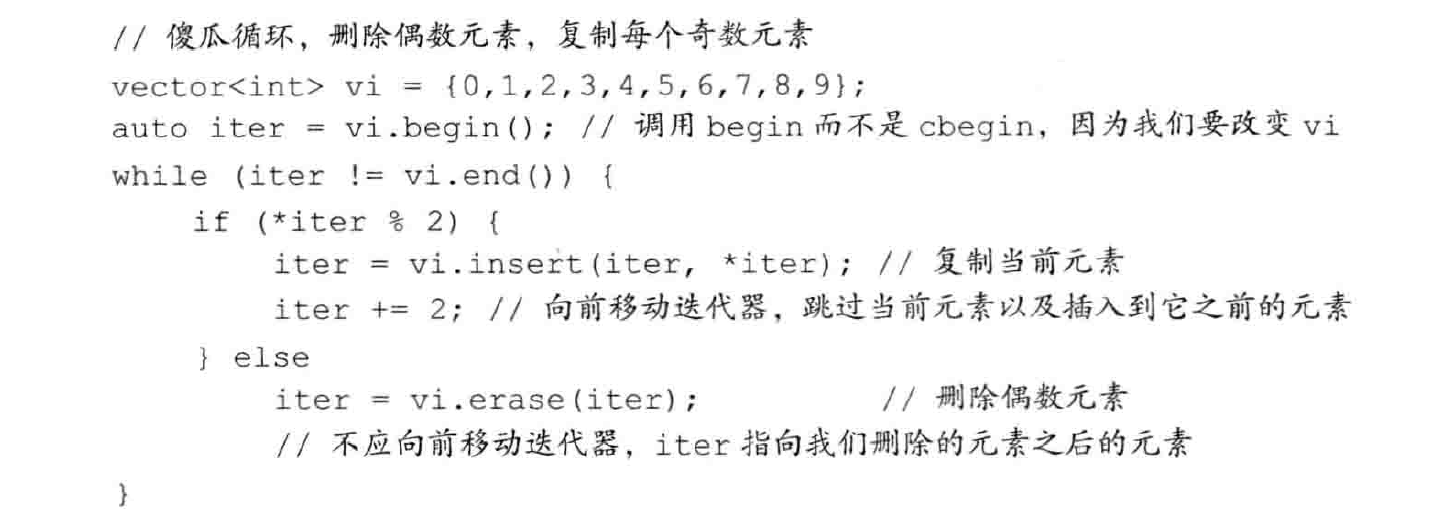 // 傻瓜循环，删除偶数元素，复制每个奇数元素
vector<int> vi = {0,1,2,3,4,5,6,7,8,9};
auto iter = vi.begin(); // 调用 begin 而不是 cbegin，因为我们要改变 vi
while (iter != vi.end()) {
    if (*iter % 2) {
        iter = vi.insert(iter, *iter); // 复制当前元素
        iter += 2; // 向前移动迭代器，跳过当前元素以及插入到它之前的元素
    } else
        iter = vi.erase(iter);         // 删除偶数元素
        // 不应向前移动迭代器，iter 指向我们删除的元素之后的元素
}